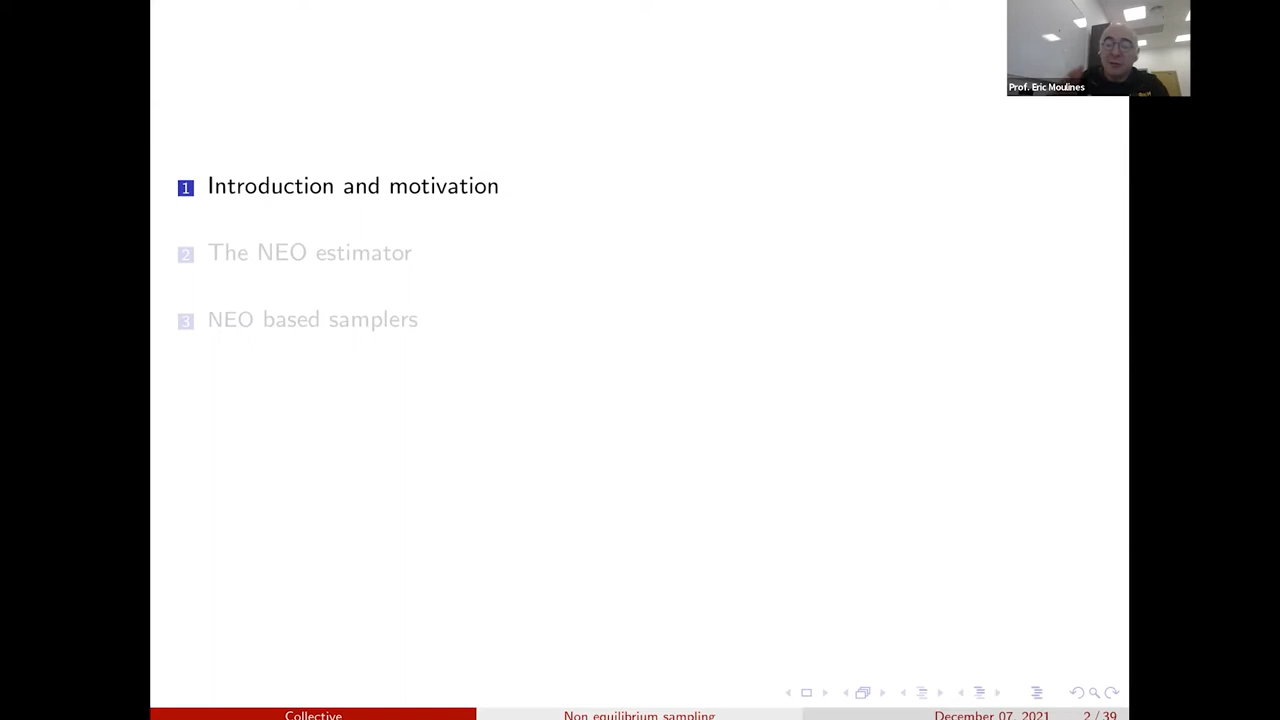 Prof. Eric Moulines
1 Introduction and motivation
2 The NEO estimator
3 NEO based samplers
Collective Non equilibrium sampling December 07, 2021 2 / 39